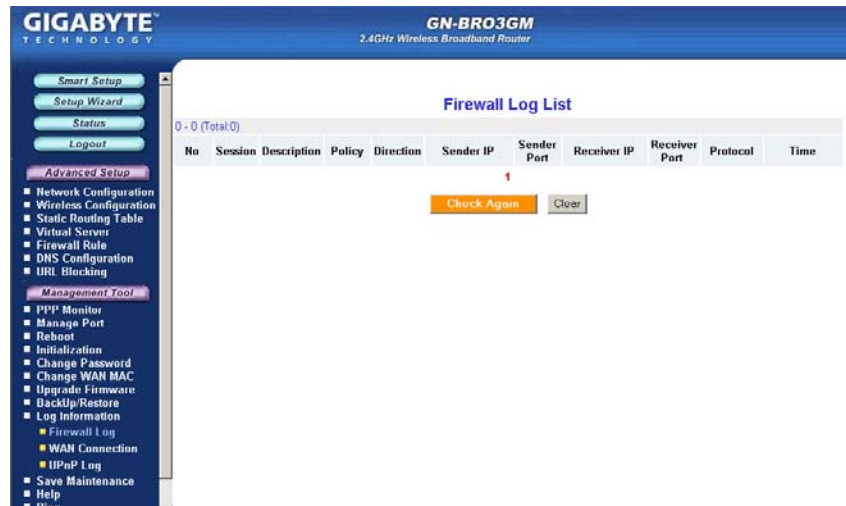 GIGABYTE™
TECHNOLOGY
GN-BR03GM
2.4GHz Wireless Broadband Router
Smart Setup
Setup Wizard
Status
Logout
Advanced Setup
Network Configuration
Wireless Configuration
Static Routing Table
Virtual Server
Firewall Rule
DNS Configuration
URL Blocking
Management Tool
PPP Monitor
Manage Port
Reboot
Initialization
Change Password
Change WAN MAC
Upgrade Firmware
BackUp/Restore
Log Information
Firewall Log
WAN Connection
UPnP Log
Save Maintenance
Help
Firewall Log List
0 - 0 (Total:0)
No Session Description Policy Direction Sender IP Sender Port Receiver IP Receiver Port Protocol Time
1
Check Again Clear